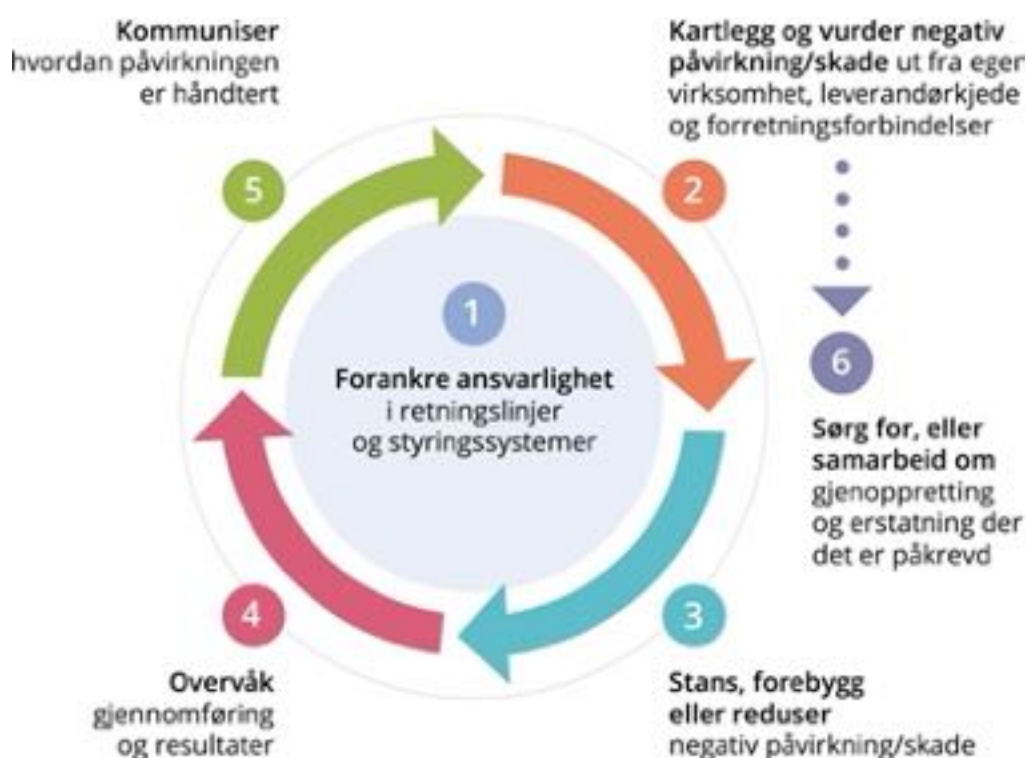 Kommuniser
hvordan påvirkningen
er håndtert
5
Kartlegg og vurder negativ
påvirkning/skade ut fra egen
virksomhet, leverandørkjede
og forretningsforbindelser
2
1
Forankre ansvarlighet
i retningslinjer
og styringssystemer
6
Sørg for, eller
samarbeid om
gjenoppretting
og erstatning der
det er påkrevd
4
Overvåk
gjennomføring
og resultater
3
Stans, forebygg
eller reduser
negativ påvirkning/skade